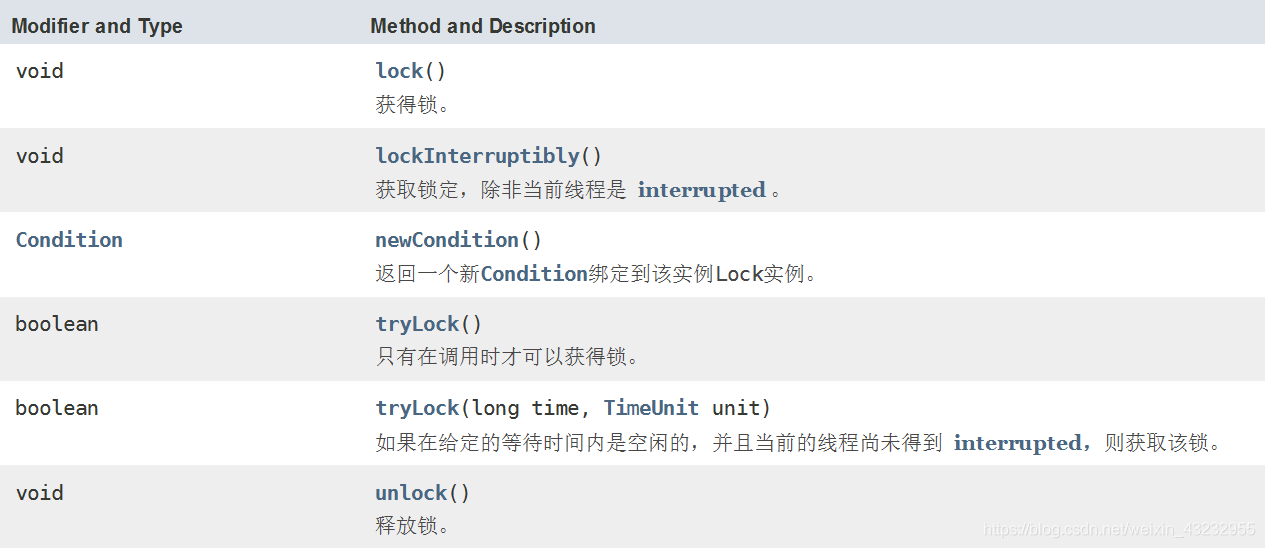 Modifier and Type Method and Description
void lock()
获得锁。
void lockInterruptibly()
获取锁定，除非当前线程是 interrupted 。
Condition newCondition()
返回一个新Condition绑定到该实例Lock实例。
boolean tryLock()
只有在调用时才可以获得锁。
boolean tryLock(long time, TimeUnit unit)
如果在给定的等待时间内是空闲的，并且当前的线程尚未得到 interrupted，则获取该锁。
void unlock()
释放锁。
https://blog.csdn.net/weixin_43232955